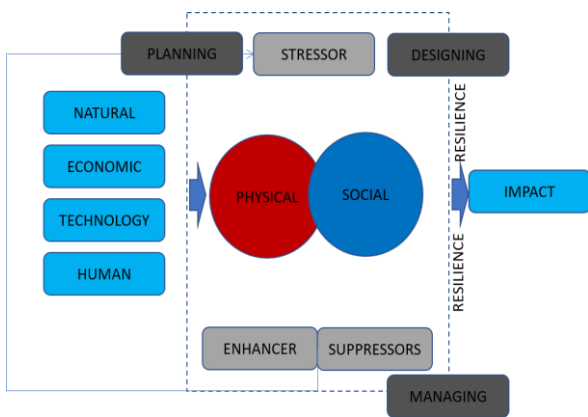 PLANNING
STRESSOR
DESIGNING
NATURAL
ECONOMIC
TECHNOLOGY
HUMAN
PHYSICAL
SOCIAL
RESILIENCE
RESILIENCE
IMPACT
ENHANCER
SUPPRESSORS
MANAGING